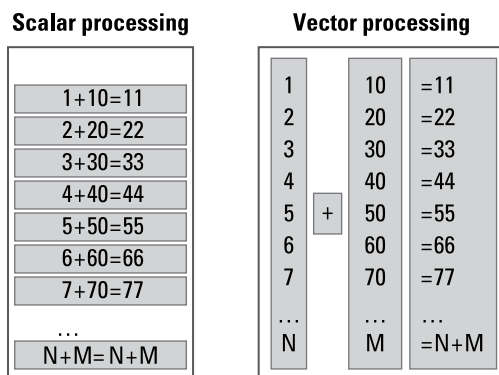 Scalar processing
1+10=11
2+20=22
3+30=33
4+40=44
5+50=55
6+60=66
7+70=77
...
N+M=N+M
Vector processing
1 10 =11
2 20 =22
3 30 =33
4 40 =44
5 + 50 =55
6 60 =66
7 70 =77
... ... ...
N M =N+M